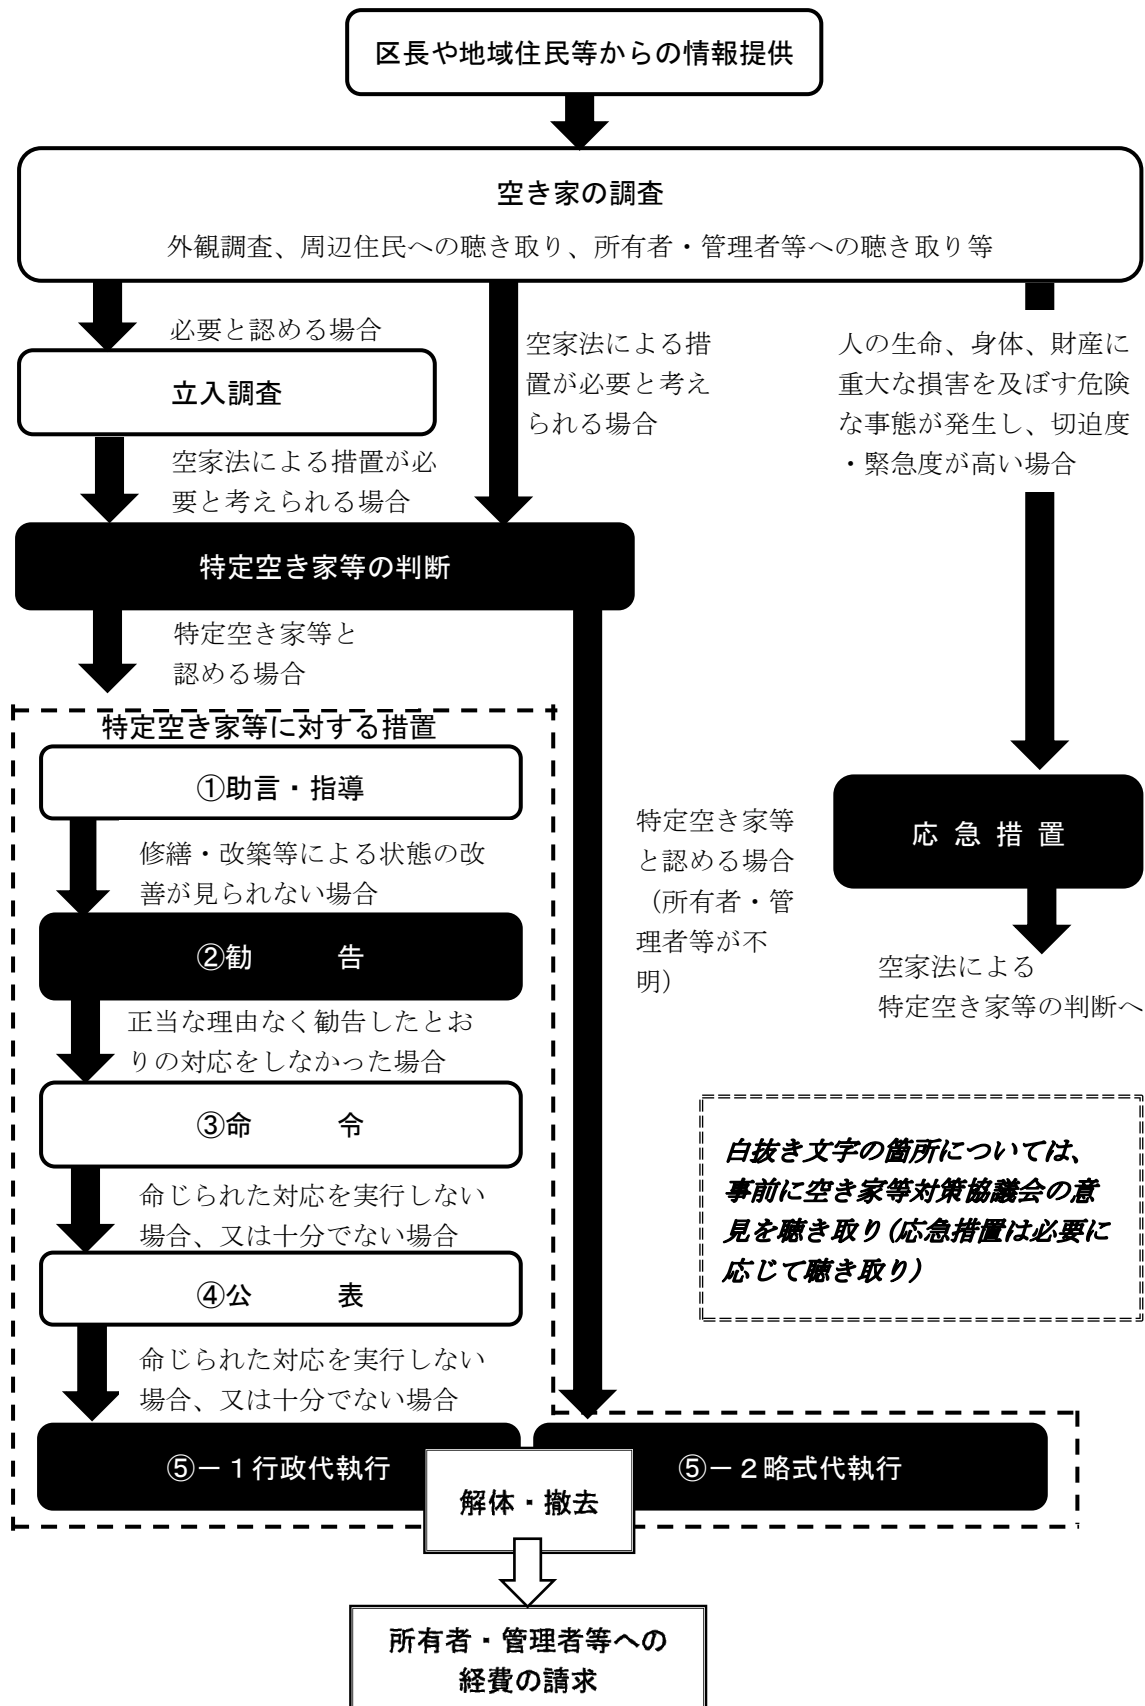 区長や地域住民等からの情報提供
空き家の調査
外観調査、周辺住民への聴き取り、所有者・管理者等への聴き取り等
必要と認める場合
立入調査
空家法による措置が必
要と考えられる場合
空家法による措
置が必要と考え
られる場合
人の生命、身体、財産に
重大な損害を及ぼす危険
な事態が発生し、切迫度
・緊急度が高い場合
特定空き家等の判断
特定空き家等と
認める場合
特定空き家等に対する措置
①助言・指導
修繕・改築等による状態の改
善が見られない場合
②勧　　　告
正当な理由なく勧告したとお
りの対応をしなかった場合
③命　　　令
命じられた対応を実行しない
場合、又は十分でない場合
④公　　　表
命じられた対応を実行しない
場合、又は十分でない場合
特定空き家等
と認める場合
（所有者・管
理者等が不
明）
応 急 措 置
空家法による
特定空き家等の判断へ
白抜き文字の箇所については、
事前に空き家等対策協議会の意
見を聴き取り(応急措置は必要に
応じて聴き取り)
⑤－１行政代執行
⑤－２略式代執行
解体・撤去
所有者・管理者等への
経費の請求